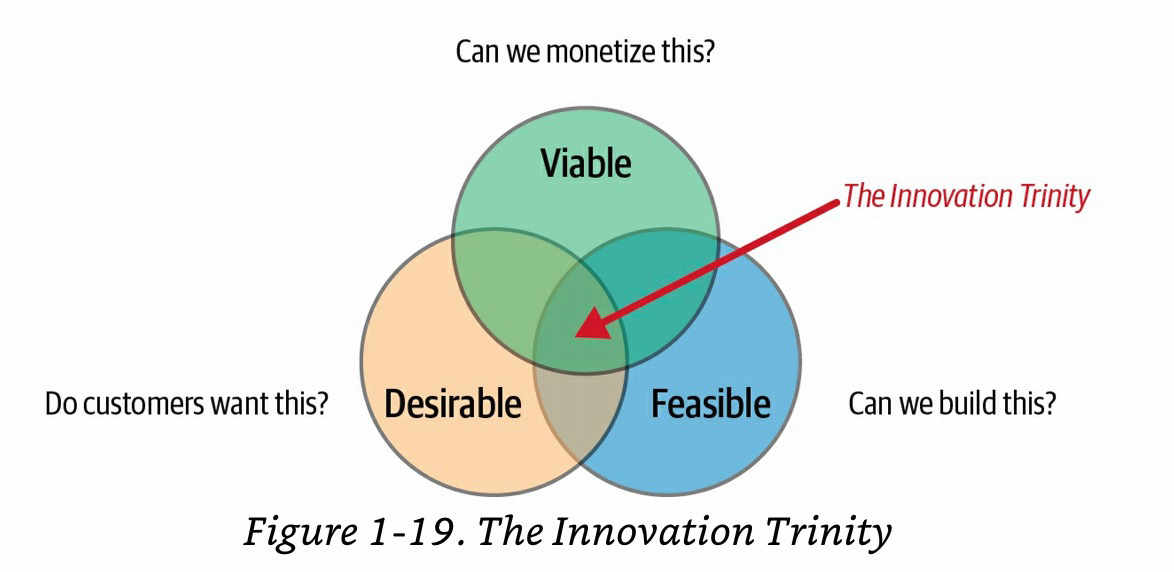 Can we monetize this?
Viable
The Innovation Trinity
Do customers want this?
Desirable
Feasible
Can we build this?
Figure 1-19. The Innovation Trinity